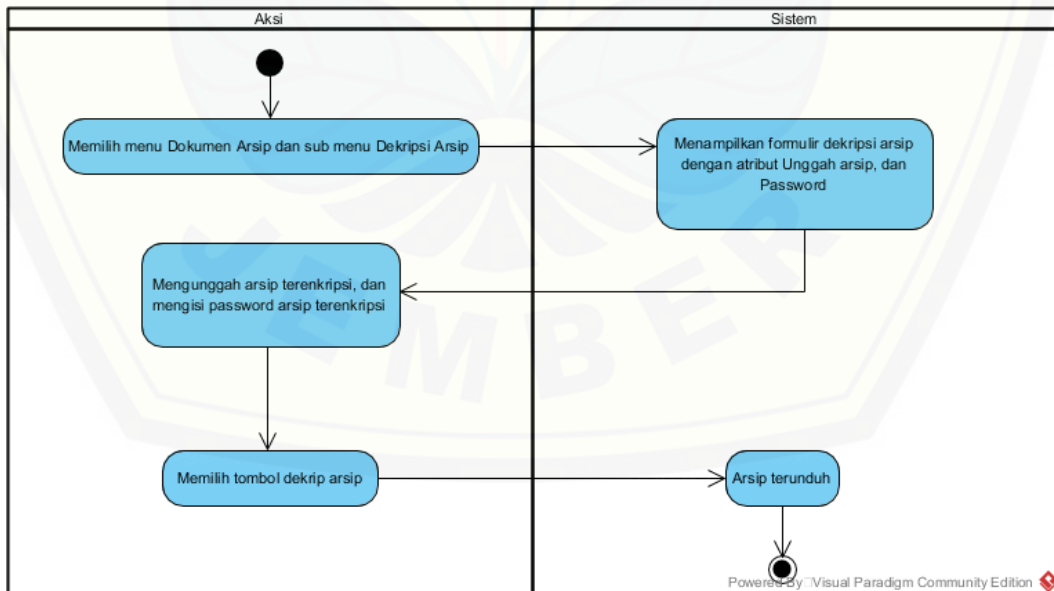 Aksi
Sistem
Memilih menu Dokumen Arsip dan sub menu Dekripsi Arsip
Menampilkan formulir dekripsi arsip
dengan atribut Unggah arsip, dan
Password
Mengunggah arsip terenkripsi, dan
mengisi password arsip terenkripsi
JEMBER
Memilih tombol dekrip arsip
Arsip terunduh
Powered By Visual Paradigm Community Edition